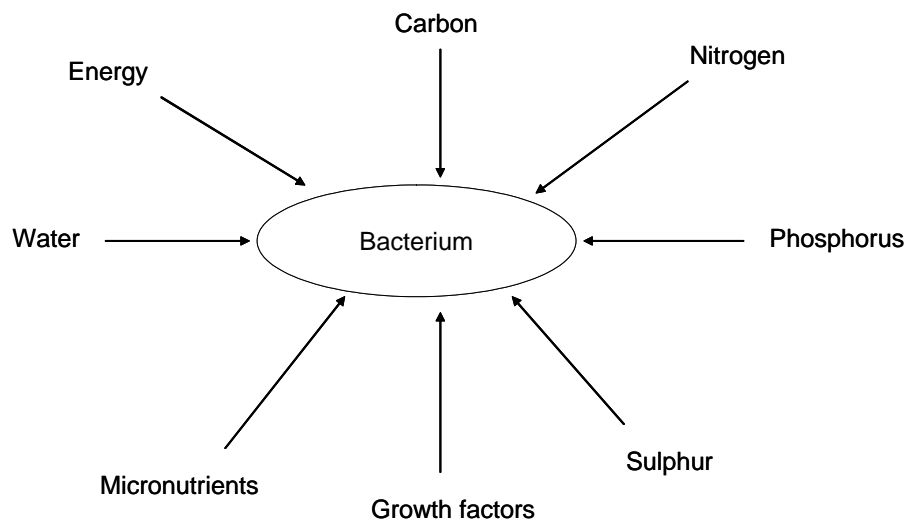 Carbon
Nitrogen
Energy
Water
Bacterium
Phosphorus
Sulphur
Micronutrients
Growth factors